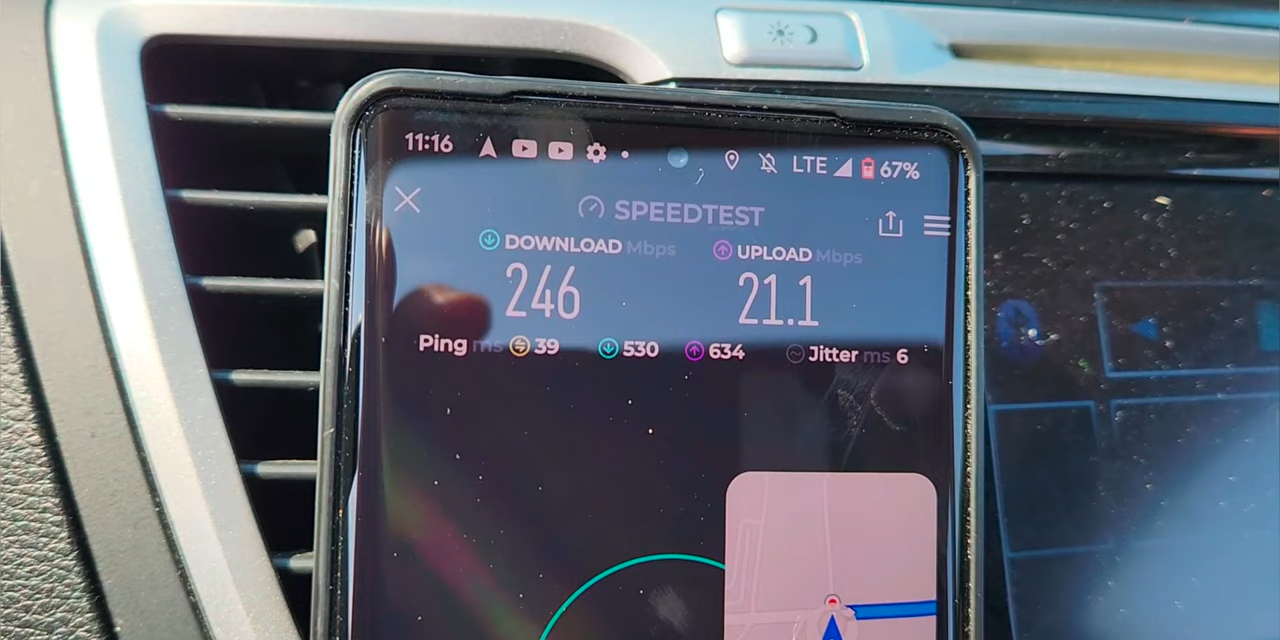 11:16 LTE 67%
SPEEDTEST
DOWNLOAD Mbps UPLOAD Mbps
246 21.1
Ping ms 39 530 634 Jitter ms 6